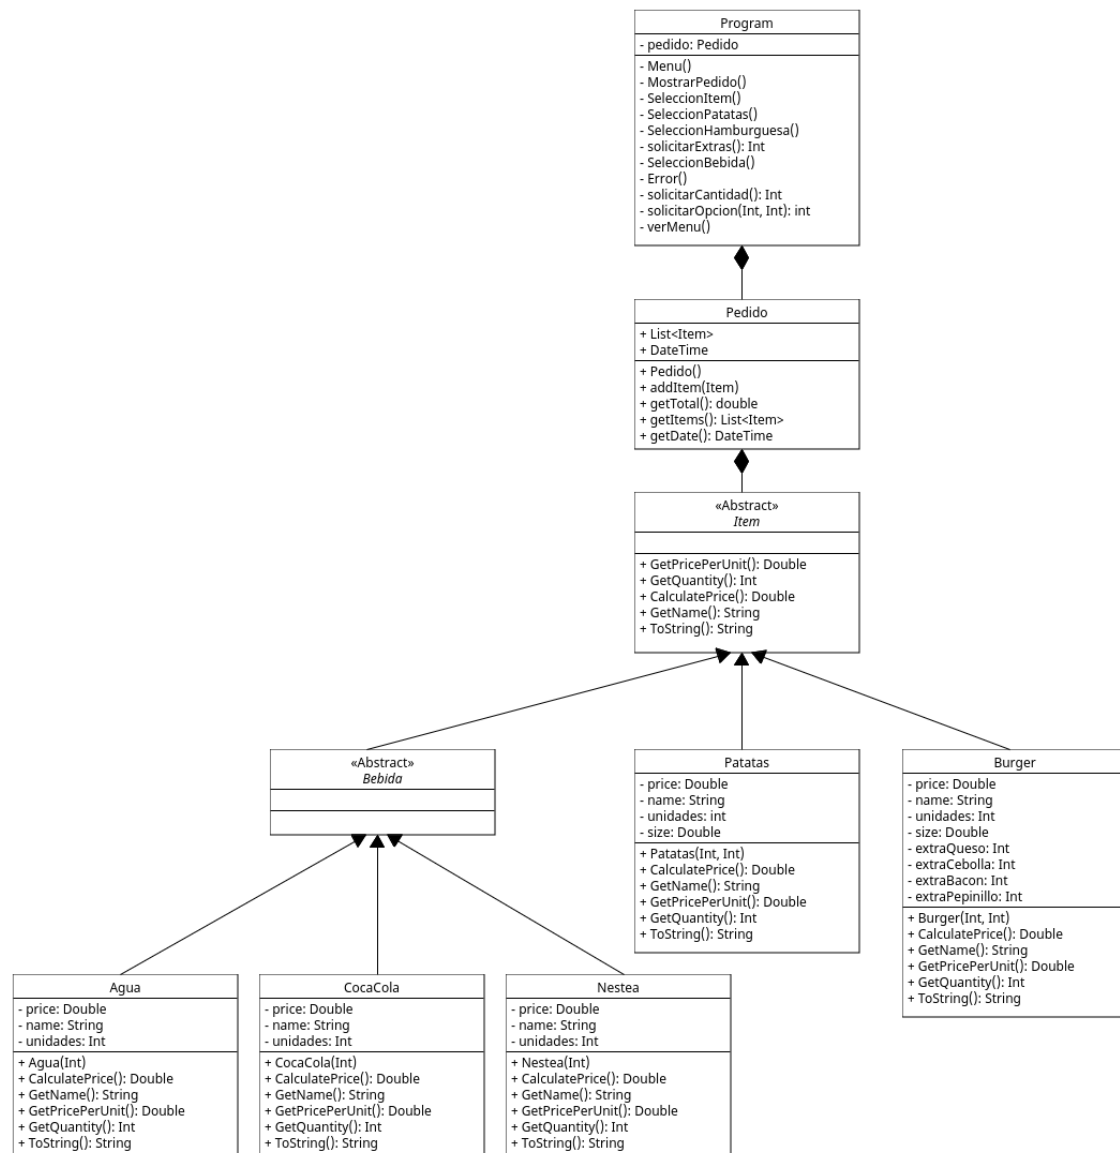 Program
- pedido: Pedido
- Menu()
- MostrarPedido()
- SeleccionItem()
- SeleccionPatatas()
- SeleccionHamburguesa()
- solicitarExtras(): Int
- SeleccionBebida()
- Error()
- solicitarCantidad(): Int
- solicitarOpcion(Int, Int): int
- verMenu()
Pedido
+ List<Item>
+ DateTime
+ Pedido()
+ addItem(Item)
+ getTotal(): double
+ getItems(): List<Item>
+ getDate(): DateTime
«Abstract»
Item
+ GetPricePerUnit(): Double
+ GetQuantity(): Int
+ CalculatePrice(): Double
+ GetName(): String
+ ToString(): String
«Abstract»
Bebida
Patatas
- price: Double
- name: String
- unidades: int
- size: Double
+ Patatas(Int, Int)
+ CalculatePrice(): Double
+ GetName(): String
+ GetPricePerUnit(): Double
+ GetQuantity(): Int
+ ToString(): String
Burger
- price: Double
- name: String
- unidades: Int
- size: Double
- extraQueso: Int
- extraCebolla: Int
- extraBacon: Int
- extraPepinillo: Int
+ Burger(Int, Int)
+ CalculatePrice(): Double
+ GetName(): String
+ GetPricePerUnit(): Double
+ GetQuantity(): Int
+ ToString(): String
Agua
- price: Double
- name: String
- unidades: Int
+ Agua(Int)
+ CalculatePrice(): Double
+ GetName(): String
+ GetPricePerUnit(): Double
+ GetQuantity(): Int
+ ToString(): String
CocaCola
- price: Double
- name: String
- unidades: Int
+ CocaCola(Int)
+ CalculatePrice(): Double
+ GetName(): String
+ GetPricePerUnit(): Double
+ GetQuantity(): Int
+ ToString(): String
Nestea
- price: Double
- name: String
- unidades: Int
+ Nestea(Int)
+ CalculatePrice(): Double
+ GetName(): String
+ GetPricePerUnit(): Double
+ GetQuantity(): Int
+ ToString(): String